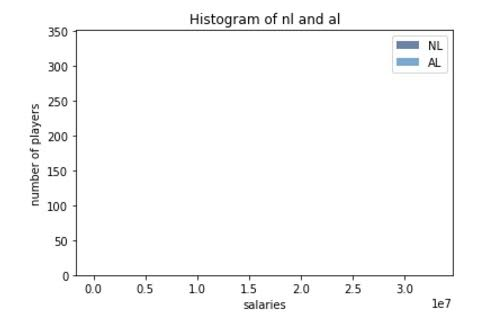 Histogram of nl and al
NL
AL
350
300
250
200
150
100
50
0
number of players
0.0 0.5 1.0 1.5 2.0 2.5 3.0
1e7
salaries